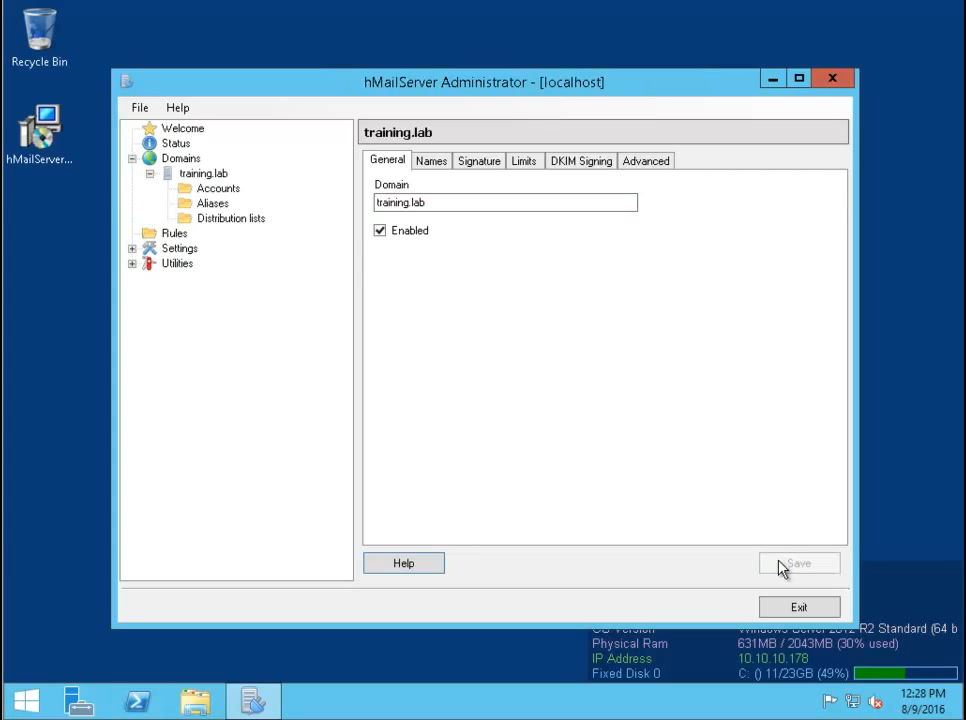 Recycle Bin
hMailServer...
hMailServer Administrator - [localhost]
File Help
Welcome
Status
Domains
training.lab
Accounts
Aliases
Distribution lists
Rules
Settings
Utilities
training.lab
General Names Signature Limits DKIM Signing Advanced
Domain
training.lab
Enabled
Help
Save
Exit
R2 Standard (64 b
Physical Ram 631MB / 2043MB (30% used)
IP Address 10.10.10.178
Fixed Disk 0 C: () 11/23GB (49%)
12:28 PM
8/9/2016